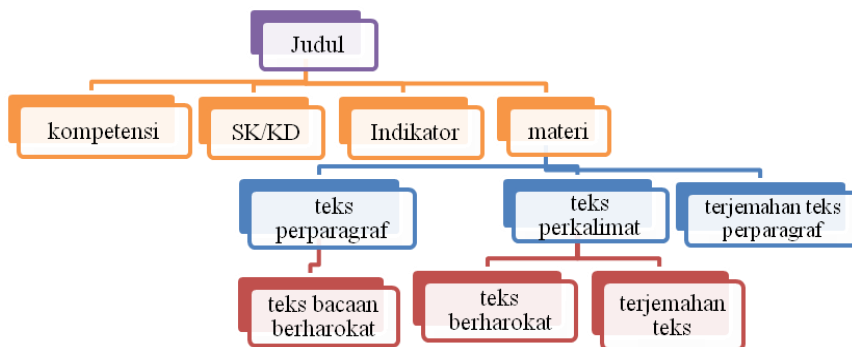 Judul
kompetensi
SK/KD
Indikator
materi
teks
perparagraf
teks
perkalimat
terjemahan teks
perparagraf
teks bacaan
berharokat
teks
berharokat
terjemahan
teks